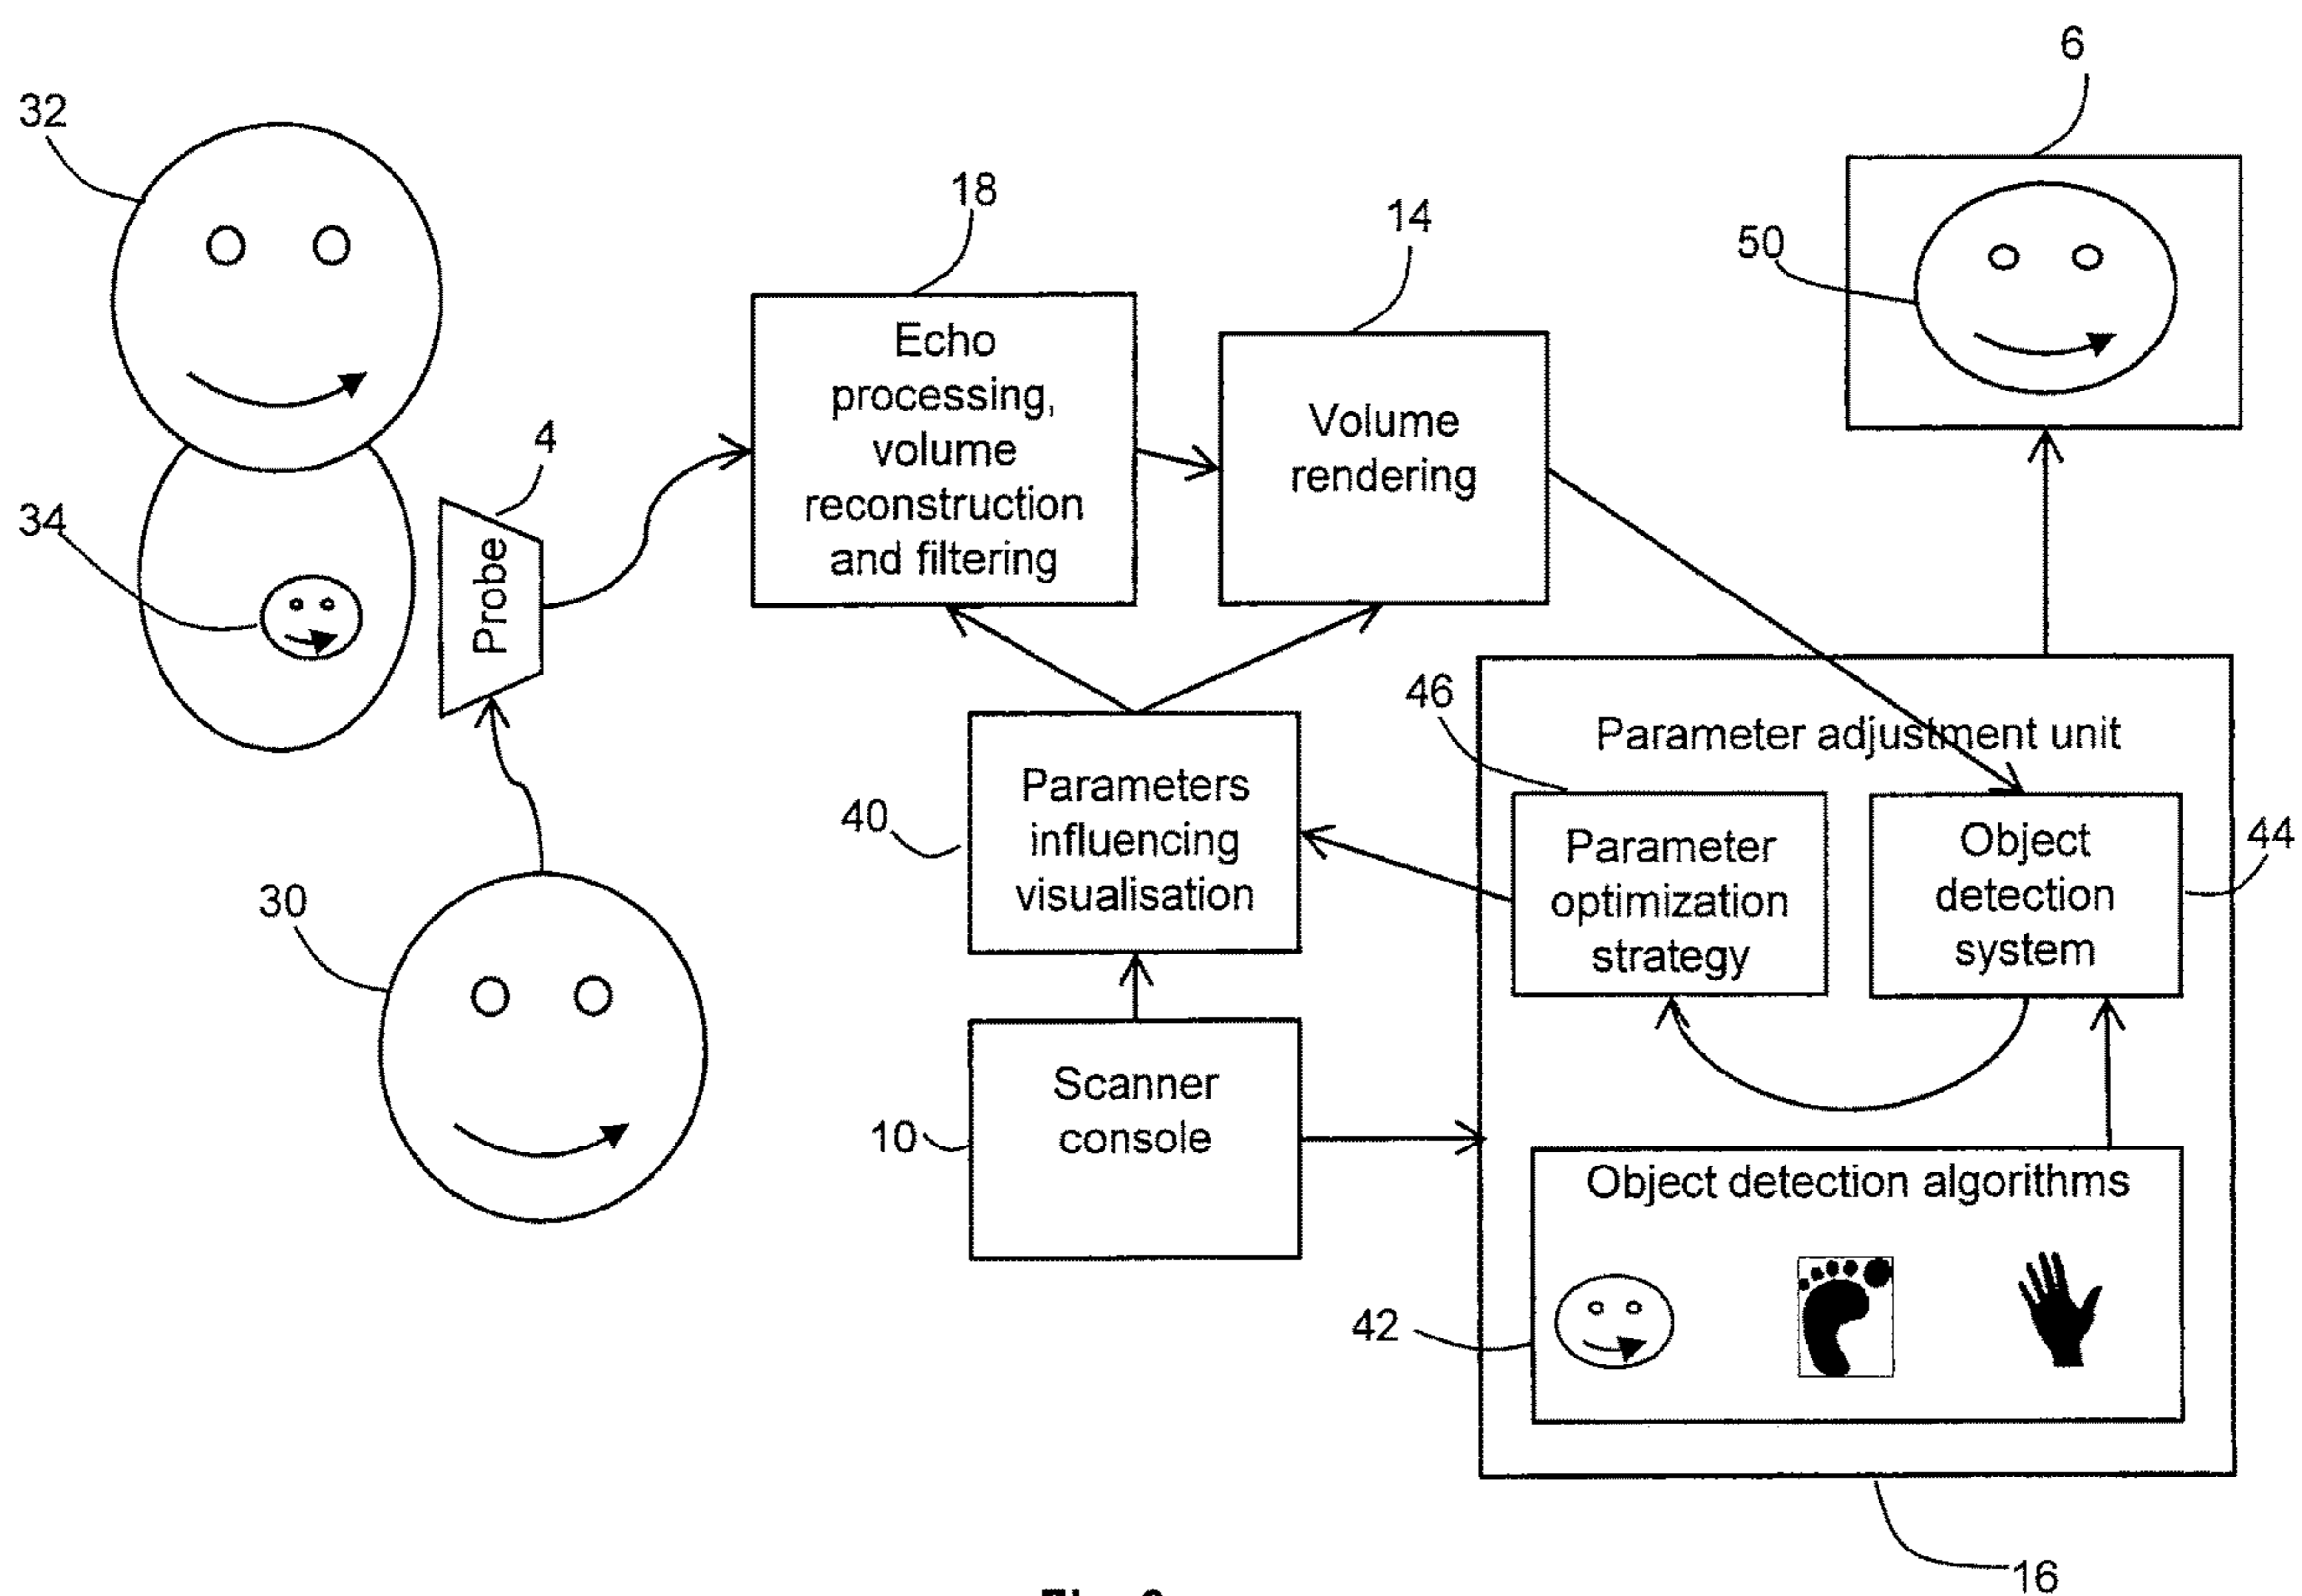 6
32
18
14
50
Echo
processing,
volume
reconstruction
and filtering
Volume
rendering
4
34
Probe
46
Parameter adjustment unit
40
Parameters
influencing
visualisation
Parameter
optimization
strategy
Object
detection
system
44
30
10
Scanner
console
Object detection algorithms
42
16